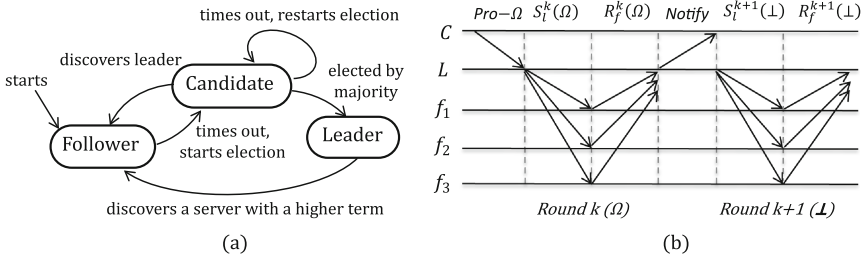 times out, restarts election
discovers leader
starts
Candidate
elected by
majority
Follower
times out,
starts election
Leader
discovers a server with a higher term
(a)
Pro−Ω S_l^k(Ω) R_f^k(Ω) Notify S_l^{k+1}(⊥) R_f^{k+1}(⊥)
C
L
f₁
f₂
f₃
Round k (Ω) Round k+1 (⊥)
(b)